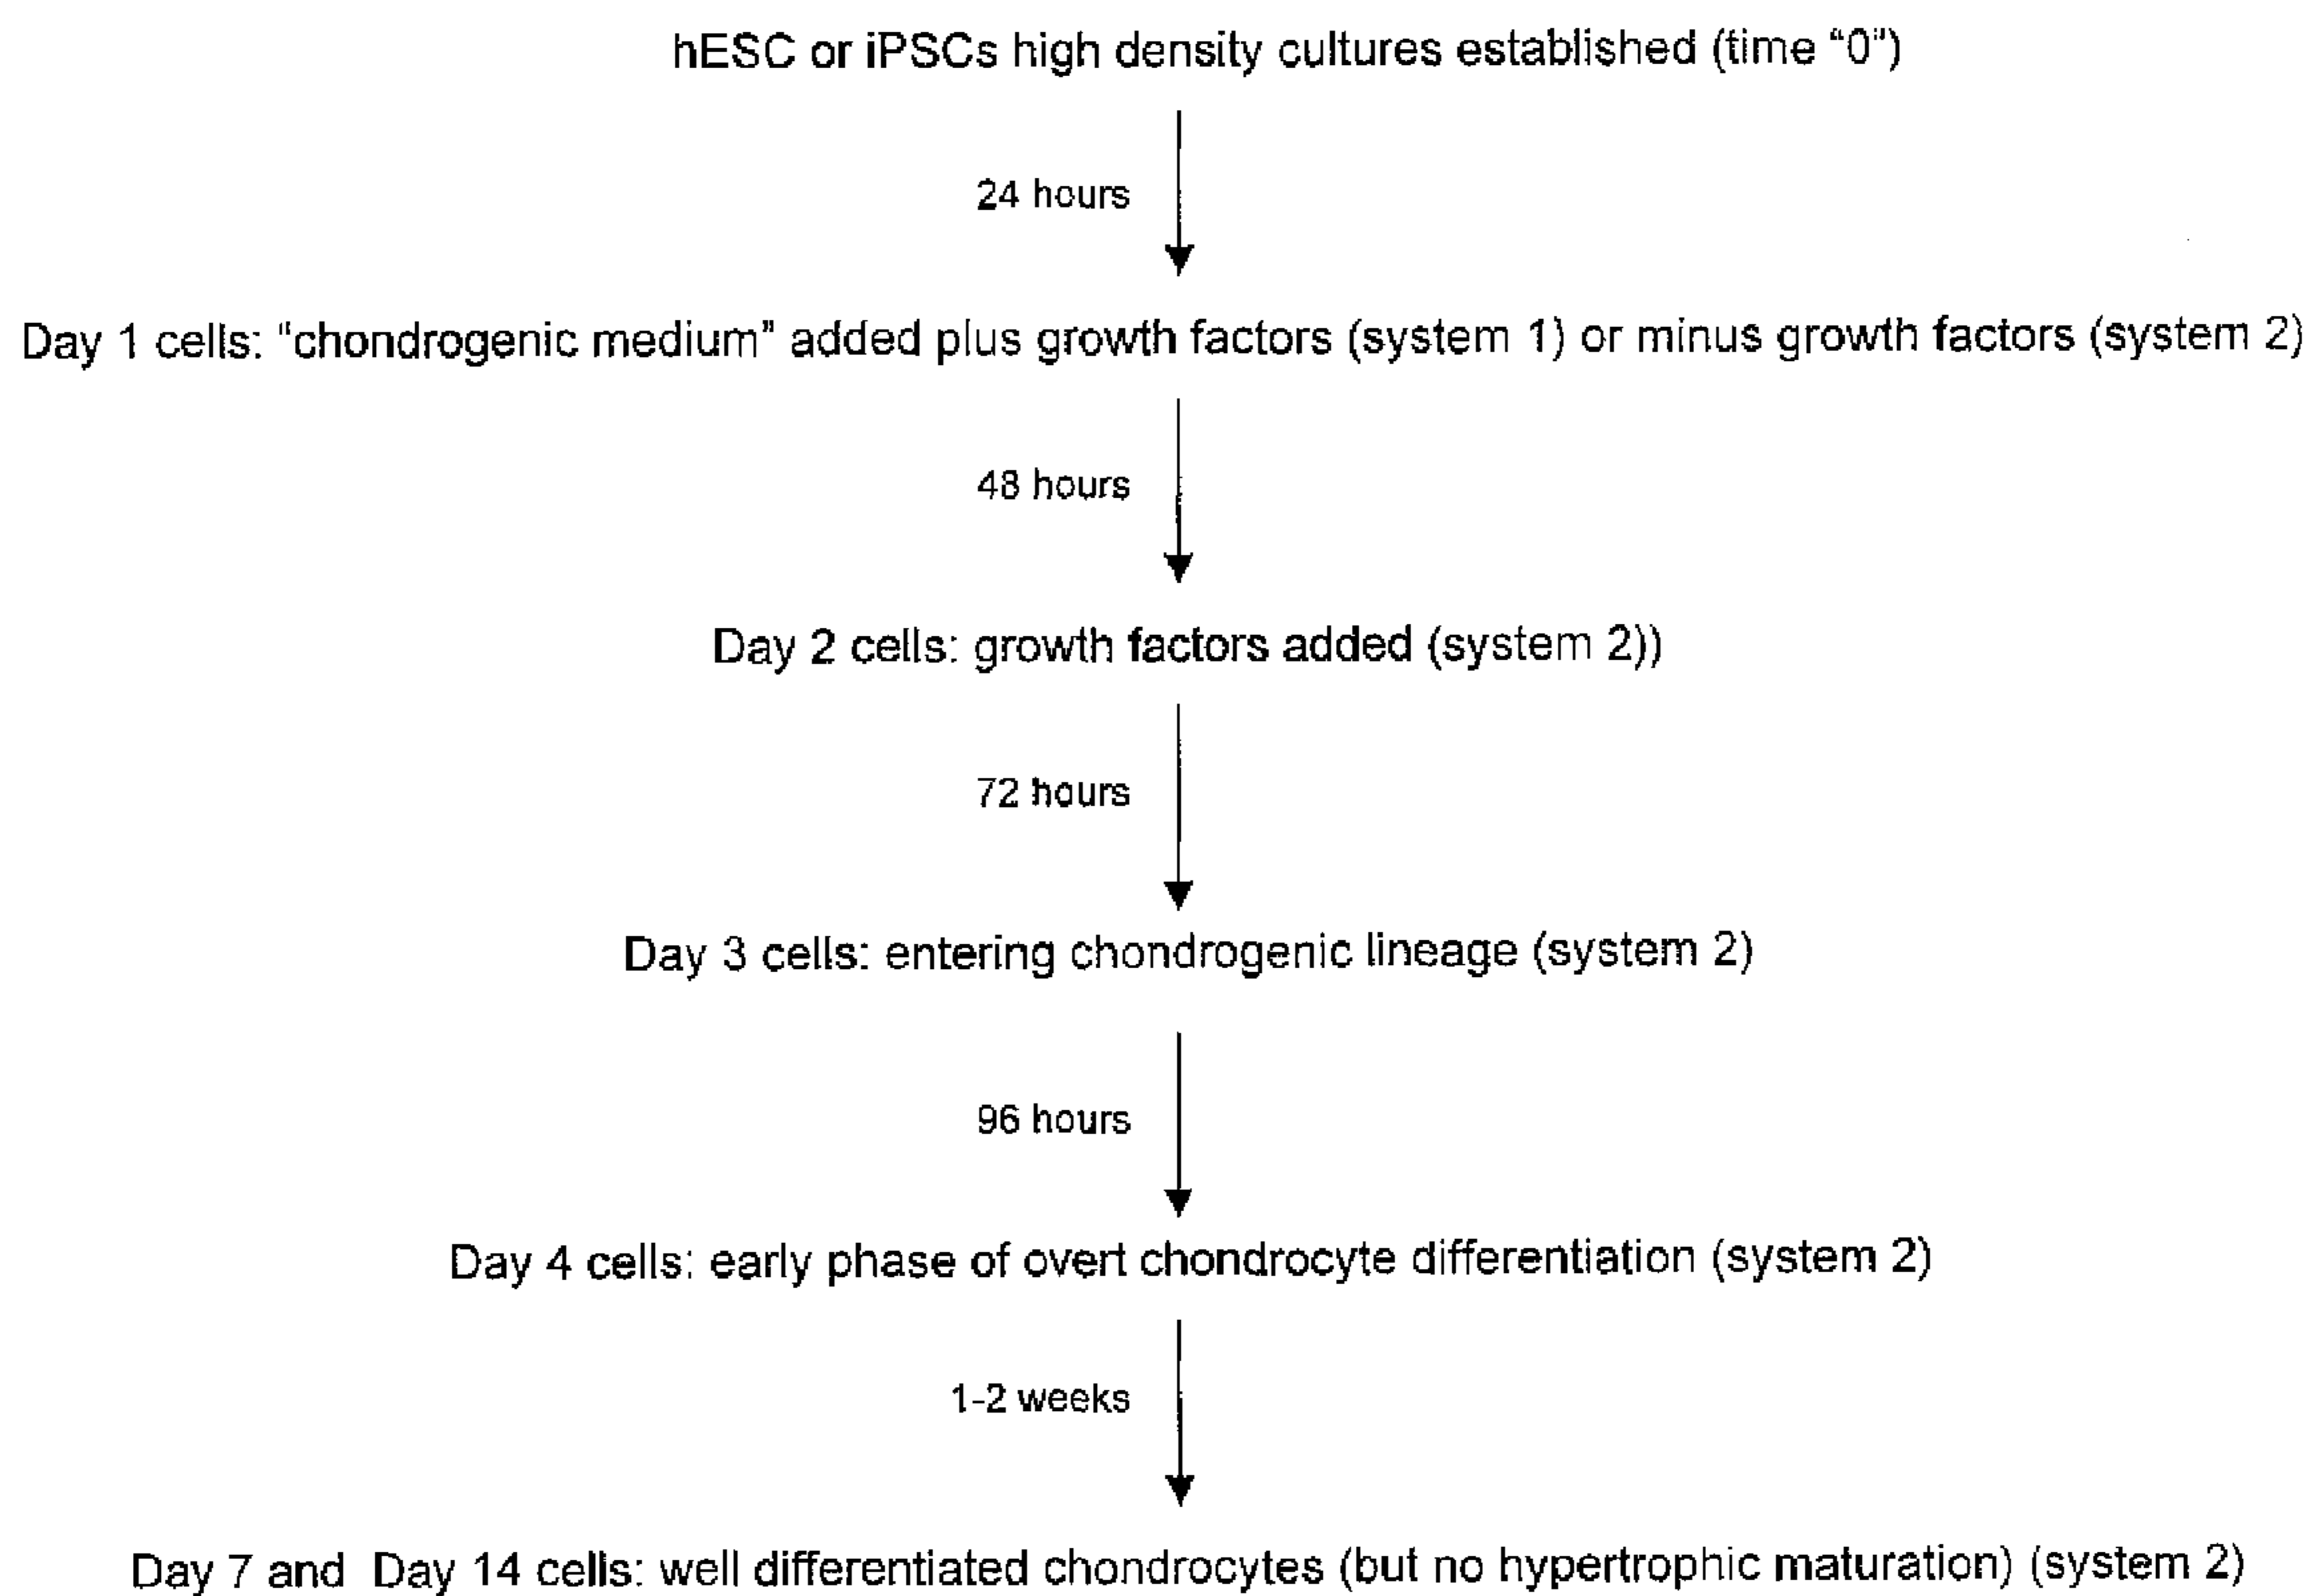 hESC or iPSCs high density cultures established (time “0”)
24 hours
Day 1 cells: “chondrogenic medium” added plus growth factors (system 1) or minus growth factors (system 2)
48 hours
Day 2 cells: growth factors added (system 2))
72 hours
Day 3 cells: entering chondrogenic lineage (system 2)
96 hours
Day 4 cells: early phase of overt chondrocyte differentiation (system 2)
1-2 weeks
Day 7 and Day 14 cells: well differentiated chondrocytes (but no hypertrophic maturation) (system 2)